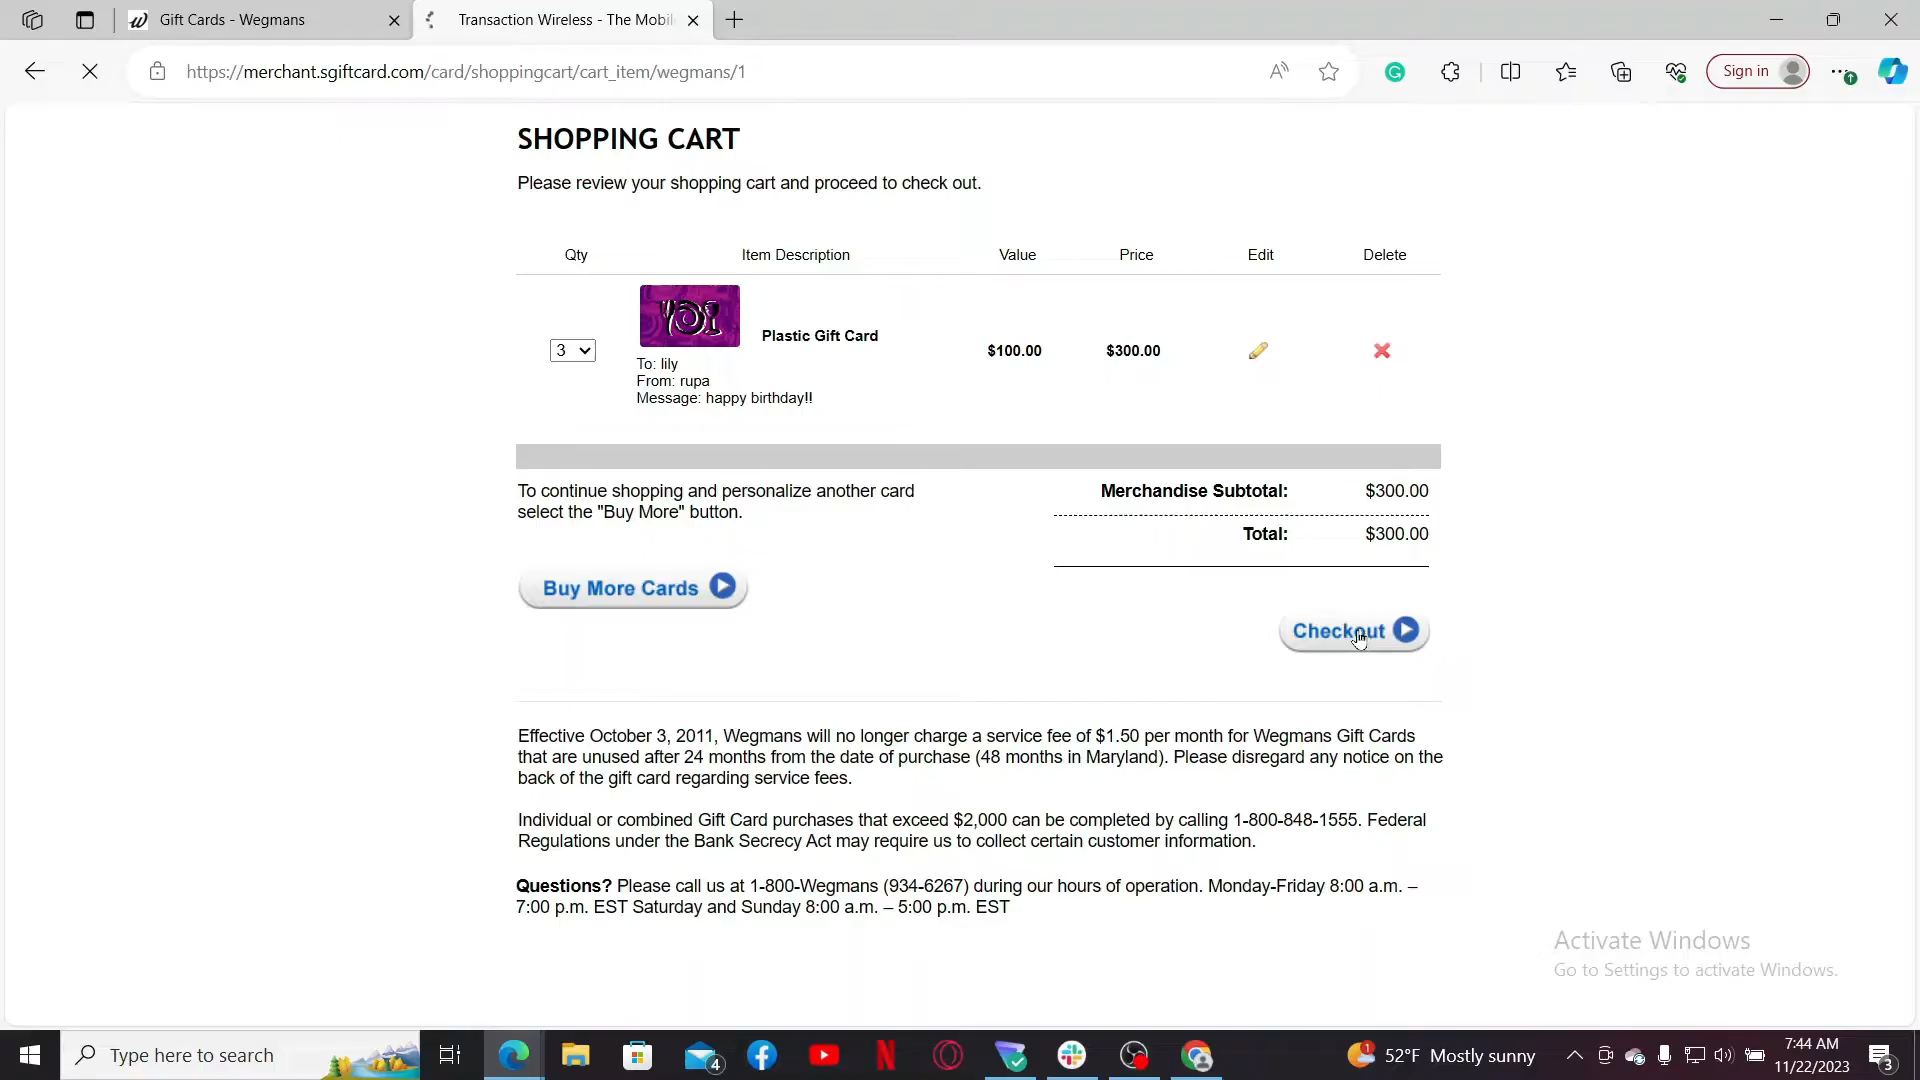 Gift Cards - Wegmans
Transaction Wireless - The Mobil
https://merchant.sgiftcard.com/card/shoppingcart/cart_item/wegmans/1
Sign in
SHOPPING CART
Please review your shopping cart and proceed to check out.
Qty Item Description Value Price Edit Delete
3 Plastic Gift Card $100.00 $300.00
To: lily
From: rupa
Message: happy birthday!!
To continue shopping and personalize another card
select the "Buy More" button.
Merchandise Subtotal: $300.00
Total: $300.00
Buy More Cards
Checkout
Effective October 3, 2011, Wegmans will no longer charge a service fee of $1.50 per month for Wegmans Gift Cards
that are unused after 24 months from the date of purchase (48 months in Maryland). Please disregard any notice on the
back of the gift card regarding service fees.
Individual or combined Gift Card purchases that exceed $2,000 can be completed by calling 1-800-848-1555. Federal
Regulations under the Bank Secrecy Act may require us to collect certain customer information.
Questions? Please call us at 1-800-Wegmans (934-6267) during our hours of operation. Monday-Friday 8:00 a.m. –
7:00 p.m. EST Saturday and Sunday 8:00 a.m. – 5:00 p.m. EST
Activate Windows
Go to Settings to activate Windows.
Type here to search
4
1
52°F Mostly sunny
7:44 AM
11/22/2023
3